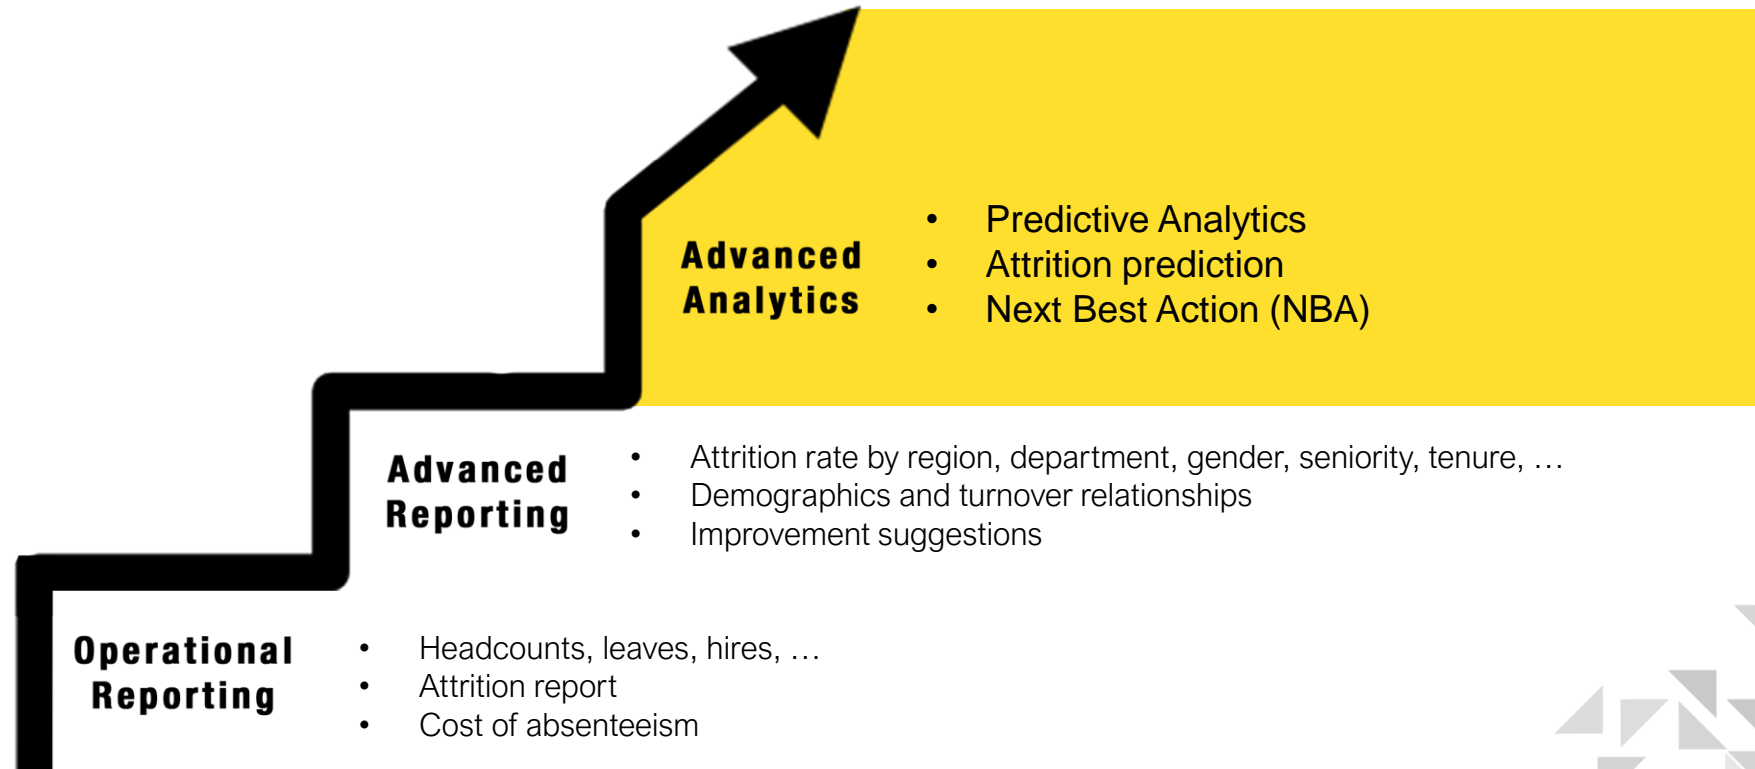 Advanced
Analytics
• Predictive Analytics
• Attrition prediction
• Next Best Action (NBA)
Advanced
Reporting
• Attrition rate by region, department, gender, seniority, tenure, …
• Demographics and turnover relationships
• Improvement suggestions
Operational
Reporting
• Headcounts, leaves, hires, …
• Attrition report
• Cost of absenteeism